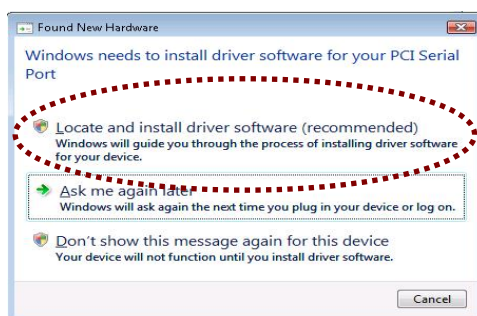 Found New Hardware
Windows needs to install driver software for your PCI Serial
Port
Locate and install driver software (recommended)
Windows will guide you through the process of installing driver software
for your device.
Ask me again later
Windows will ask again the next time you plug in your device or log on.
Don't show this message again for this device
Your device will not function until you install driver software.
Cancel